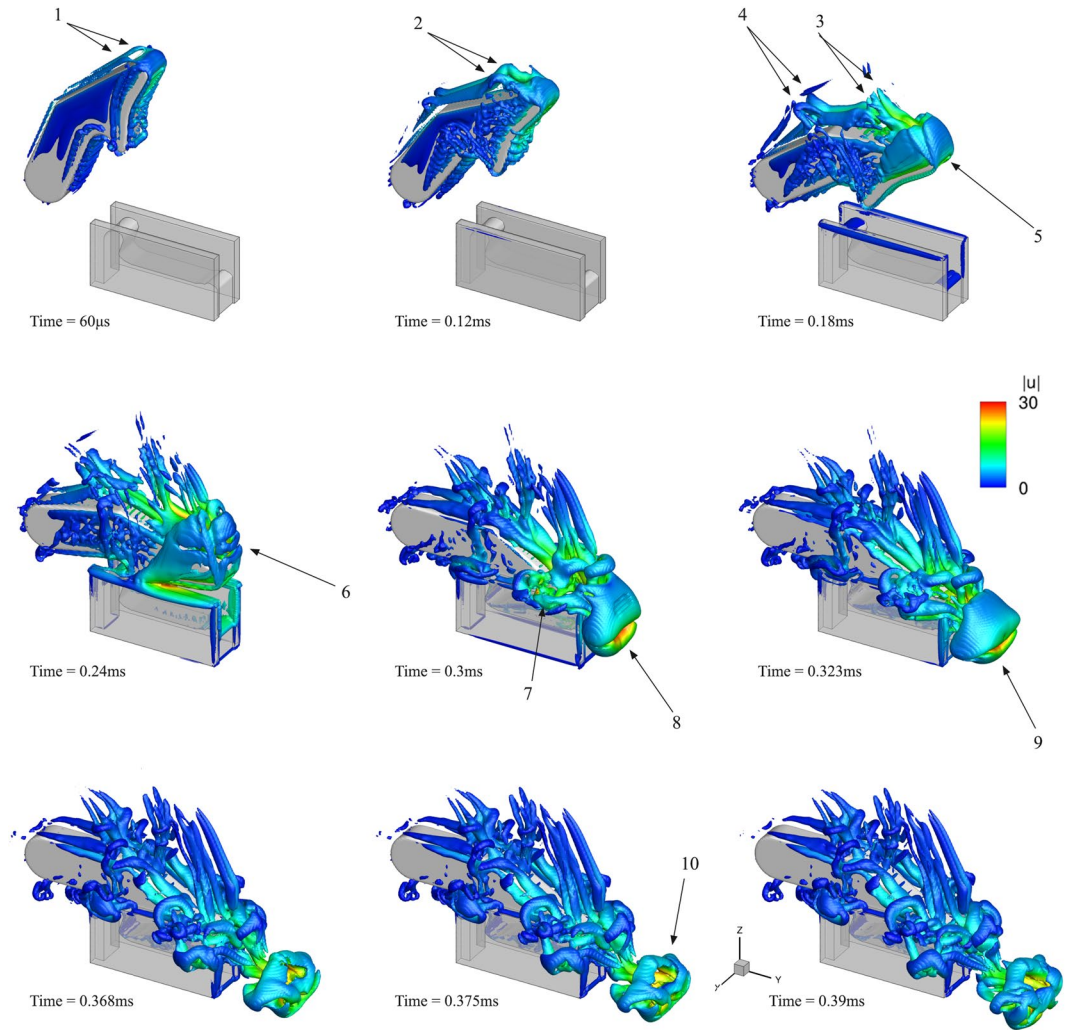 1
2
4
3
5
Time = 60μs
Time = 0.12ms
Time = 0.18ms
|u|
30
0
6
Time = 0.24ms
Time = 0.3ms
Time = 0.323ms
7
8
9
10
Z
Y
Time = 0.368ms
Time = 0.375ms
Time = 0.39ms